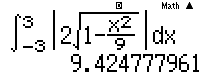 D Math ▲
∫³₋₃ |2√(1-x²/9)| dx
9.424777961